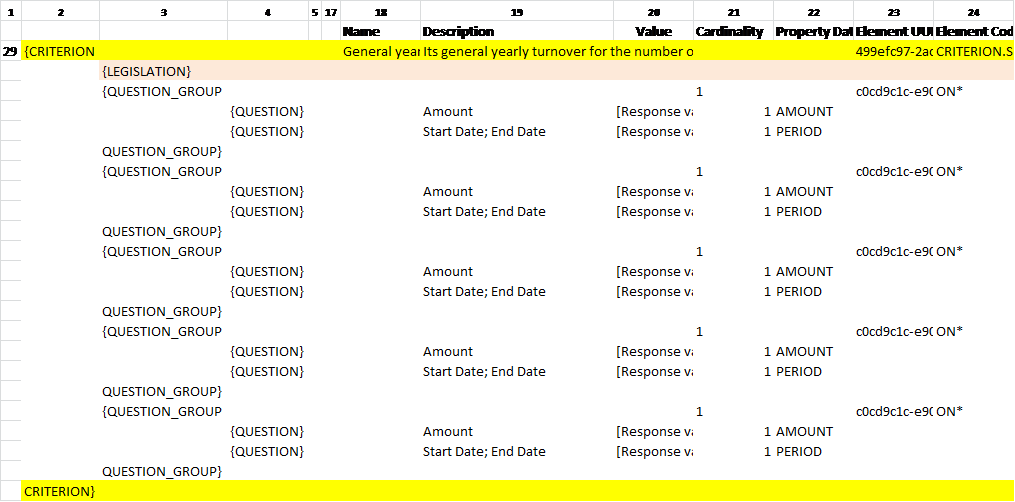 1 2 3 4 5 17 18 19 20 21 22 23 24
Name Description Value Cardinality Property Dat Element UU Element Cod
29 {CRITERION General year Its general yearly turnover for the number o 499efc97-2ac CRITERION.S
{LEGISLATION}
{QUESTION_GROUP 1 c0cd9c1c-e90 ON*
{QUESTION} Amount [Response va 1 AMOUNT
{QUESTION} Start Date; End Date [Response va 1 PERIOD
QUESTION_GROUP}
{QUESTION_GROUP 1 c0cd9c1c-e90 ON*
{QUESTION} Amount [Response va 1 AMOUNT
{QUESTION} Start Date; End Date [Response va 1 PERIOD
QUESTION_GROUP}
{QUESTION_GROUP 1 c0cd9c1c-e90 ON*
{QUESTION} Amount [Response va 1 AMOUNT
{QUESTION} Start Date; End Date [Response va 1 PERIOD
QUESTION_GROUP}
{QUESTION_GROUP 1 c0cd9c1c-e90 ON*
{QUESTION} Amount [Response va 1 AMOUNT
{QUESTION} Start Date; End Date [Response va 1 PERIOD
QUESTION_GROUP}
{QUESTION_GROUP 1 c0cd9c1c-e90 ON*
{QUESTION} Amount [Response va 1 AMOUNT
{QUESTION} Start Date; End Date [Response va 1 PERIOD
QUESTION_GROUP}
CRITERION}